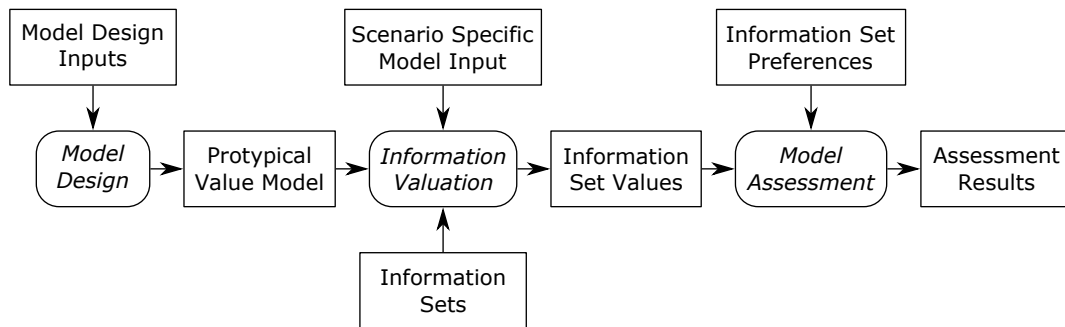 Model Design
Inputs
Scenario Specific
Model Input
Information Set
Preferences
Model
Design
Protypical
Value Model
Information
Valuation
Information
Set Values
Model
Assessment
Assessment
Results
Information
Sets